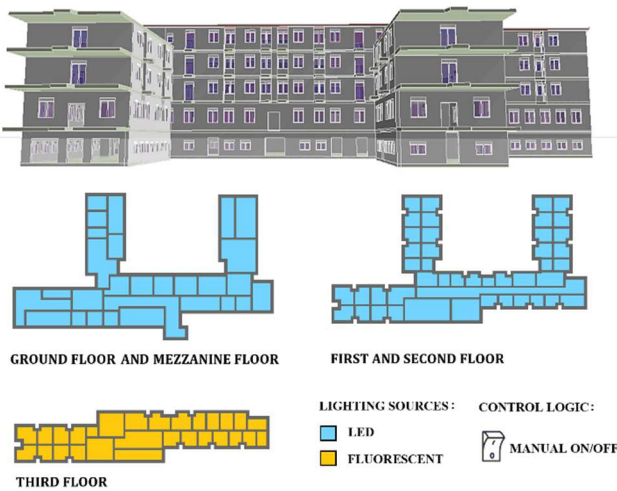 GROUND FLOOR AND MEZZANINE FLOOR
FIRST AND SECOND FLOOR
THIRD FLOOR
LIGHTING SOURCES:
LED
FLUORESCENT
CONTROL LOGIC:
MANUAL ON/OFF